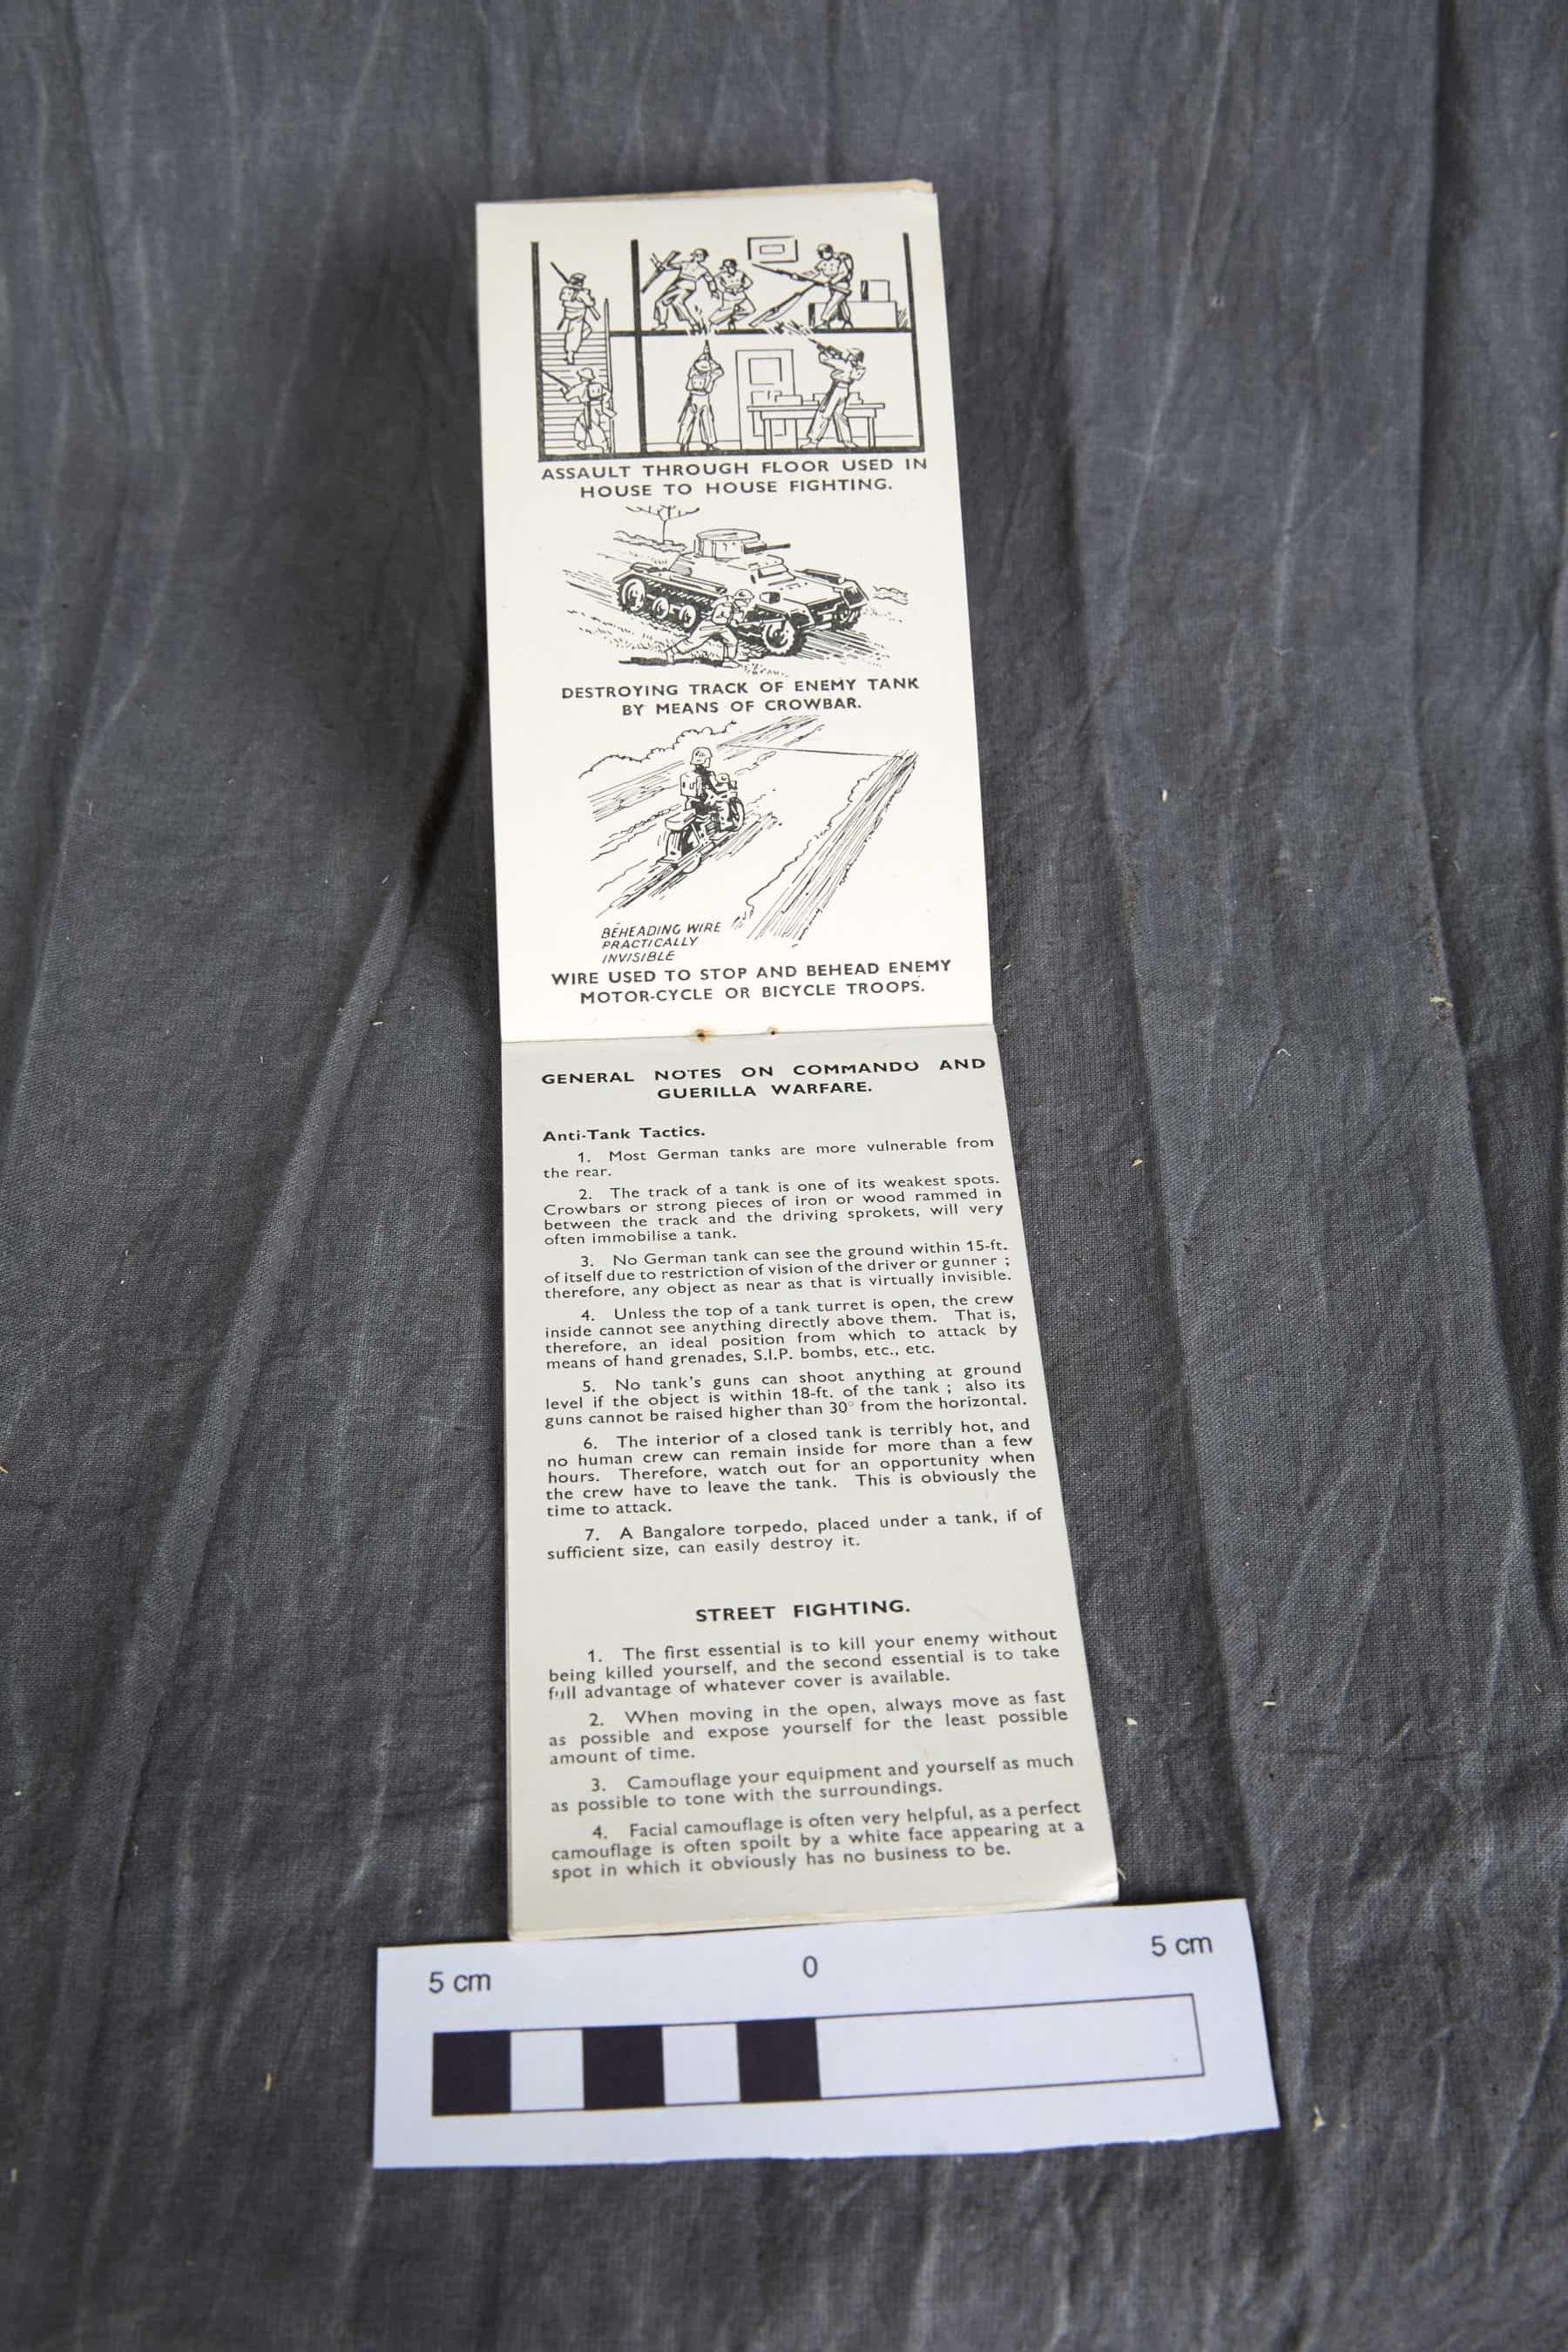 ASSAULT THROUGH FLOOR USED IN
HOUSE TO HOUSE FIGHTING.
DESTROYING TRACK OF ENEMY TANK
BY MEANS OF CROWBAR.
BEHEADING WIRE
PRACTICALLY
INVISIBLE
WIRE USED TO STOP AND BEHEAD ENEMY
MOTOR-CYCLE OR BICYCLE TROOPS.
GENERAL NOTES ON COMMANDO AND
GUERILLA WARFARE.
Anti-Tank Tactics.
1. Most German tanks are more vulnerable from
the rear.
2. The track of a tank is one of its weakest spots.
Crowbars or strong pieces of iron or wood rammed in
between the track and the driving sprokets, will very
often immobilise a tank.
3. No German tank can see the ground within 15-ft.
of itself due to restriction of vision of the driver or gunner ;
therefore, any object as near as that is virtually invisible.
4. Unless the top of a tank turret is open, the crew
inside cannot see anything directly above them. That is,
therefore, an ideal position from which to attack by
means of hand grenades, S.I.P. bombs, etc., etc.
5. No tank's guns can shoot anything at ground
level if the object is within 18-ft. of the tank ; also its
guns cannot be raised higher than 30° from the horizontal.
6. The interior of a closed tank is terribly hot, and
no human crew can remain inside for more than a few
hours. Therefore, watch out for an opportunity when
the crew have to leave the tank. This is obviously the
time to attack.
7. A Bangalore torpedo, placed under a tank, if of
sufficient size, can easily destroy it.
STREET FIGHTING.
1. The first essential is to kill your enemy without
being killed yourself, and the second essential is to take
full advantage of whatever cover is available.
2. When moving in the open, always move as fast
as possible and expose yourself for the least possible
amount of time.
3. Camouflage your equipment and yourself as much
as possible to tone with the surroundings.
4. Facial camouflage is often very helpful, as a perfect
camouflage is often spoilt by a white face appearing at a
spot in which it obviously has no business to be.
5 cm 0 5 cm